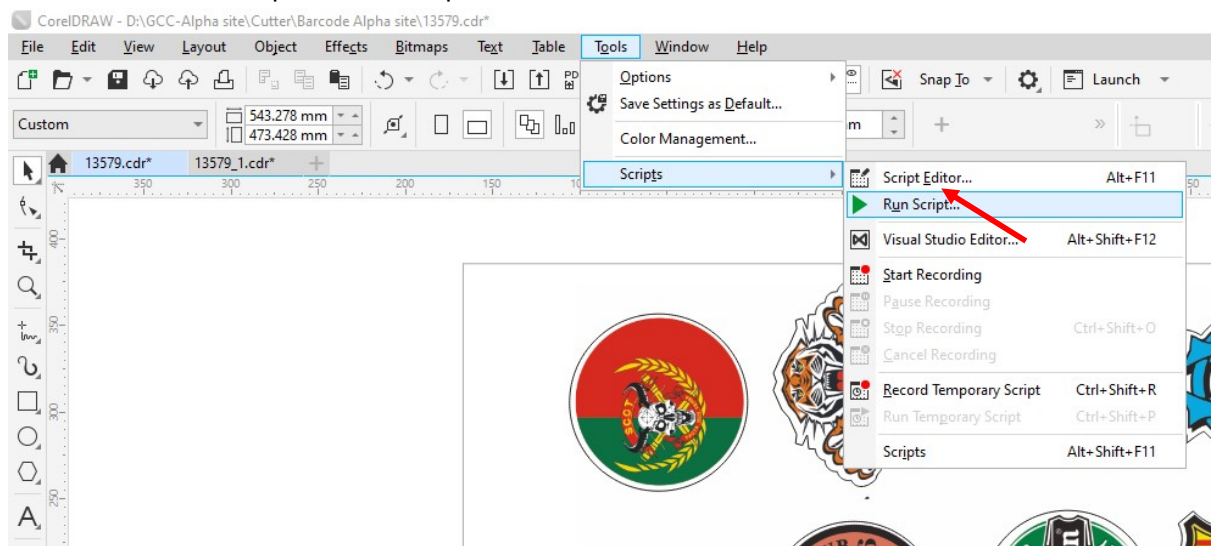 CorelDRAW - D:\GCC-Alpha site\Cutter\Barcode Alpha site\13579.cdr*
File Edit View Layout Object Effects Bitmaps Text Table Tools Window Help
Snap To Launch
Custom
543.278 mm
473.428 mm
13579.cdr* 13579_1.cdr*
350 300 250 200 150
400
350
300
250
Options
Save Settings as Default...
Color Management...
Scripts
Script Editor... Alt+F11
Run Script...
Visual Studio Editor... Alt+Shift+F12
Start Recording
Pause Recording
Stop Recording Ctrl+Shift+O
Cancel Recording
Record Temporary Script Ctrl+Shift+R
Run Temporary Script Ctrl+Shift+P
Scripts Alt+Shift+F11
SCOT